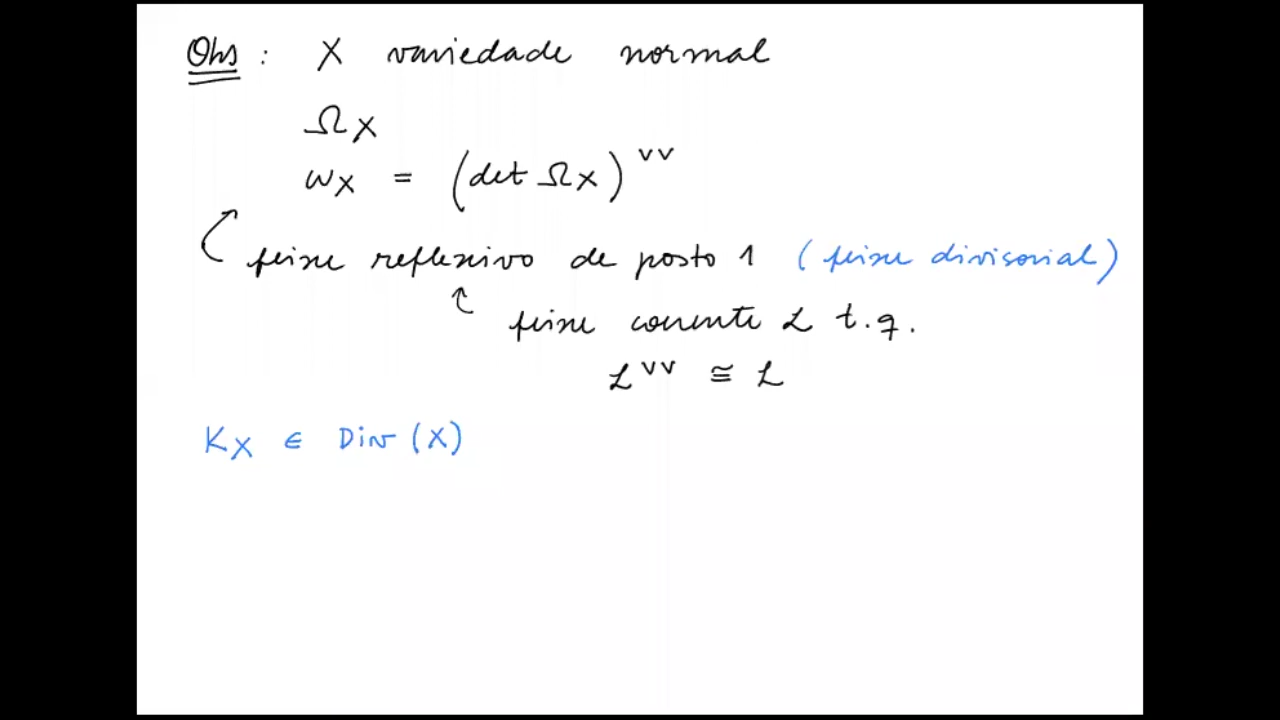 Obs : X variedade normal
Ω_X
ω_X = (det Ω_X)^{∨∨}
feixe reflexivo de posto 1 (feixe divisorial)
feixe coerente ℒ t.q.
ℒ^{∨∨} ≅ ℒ
K_X ∈ Div(X)